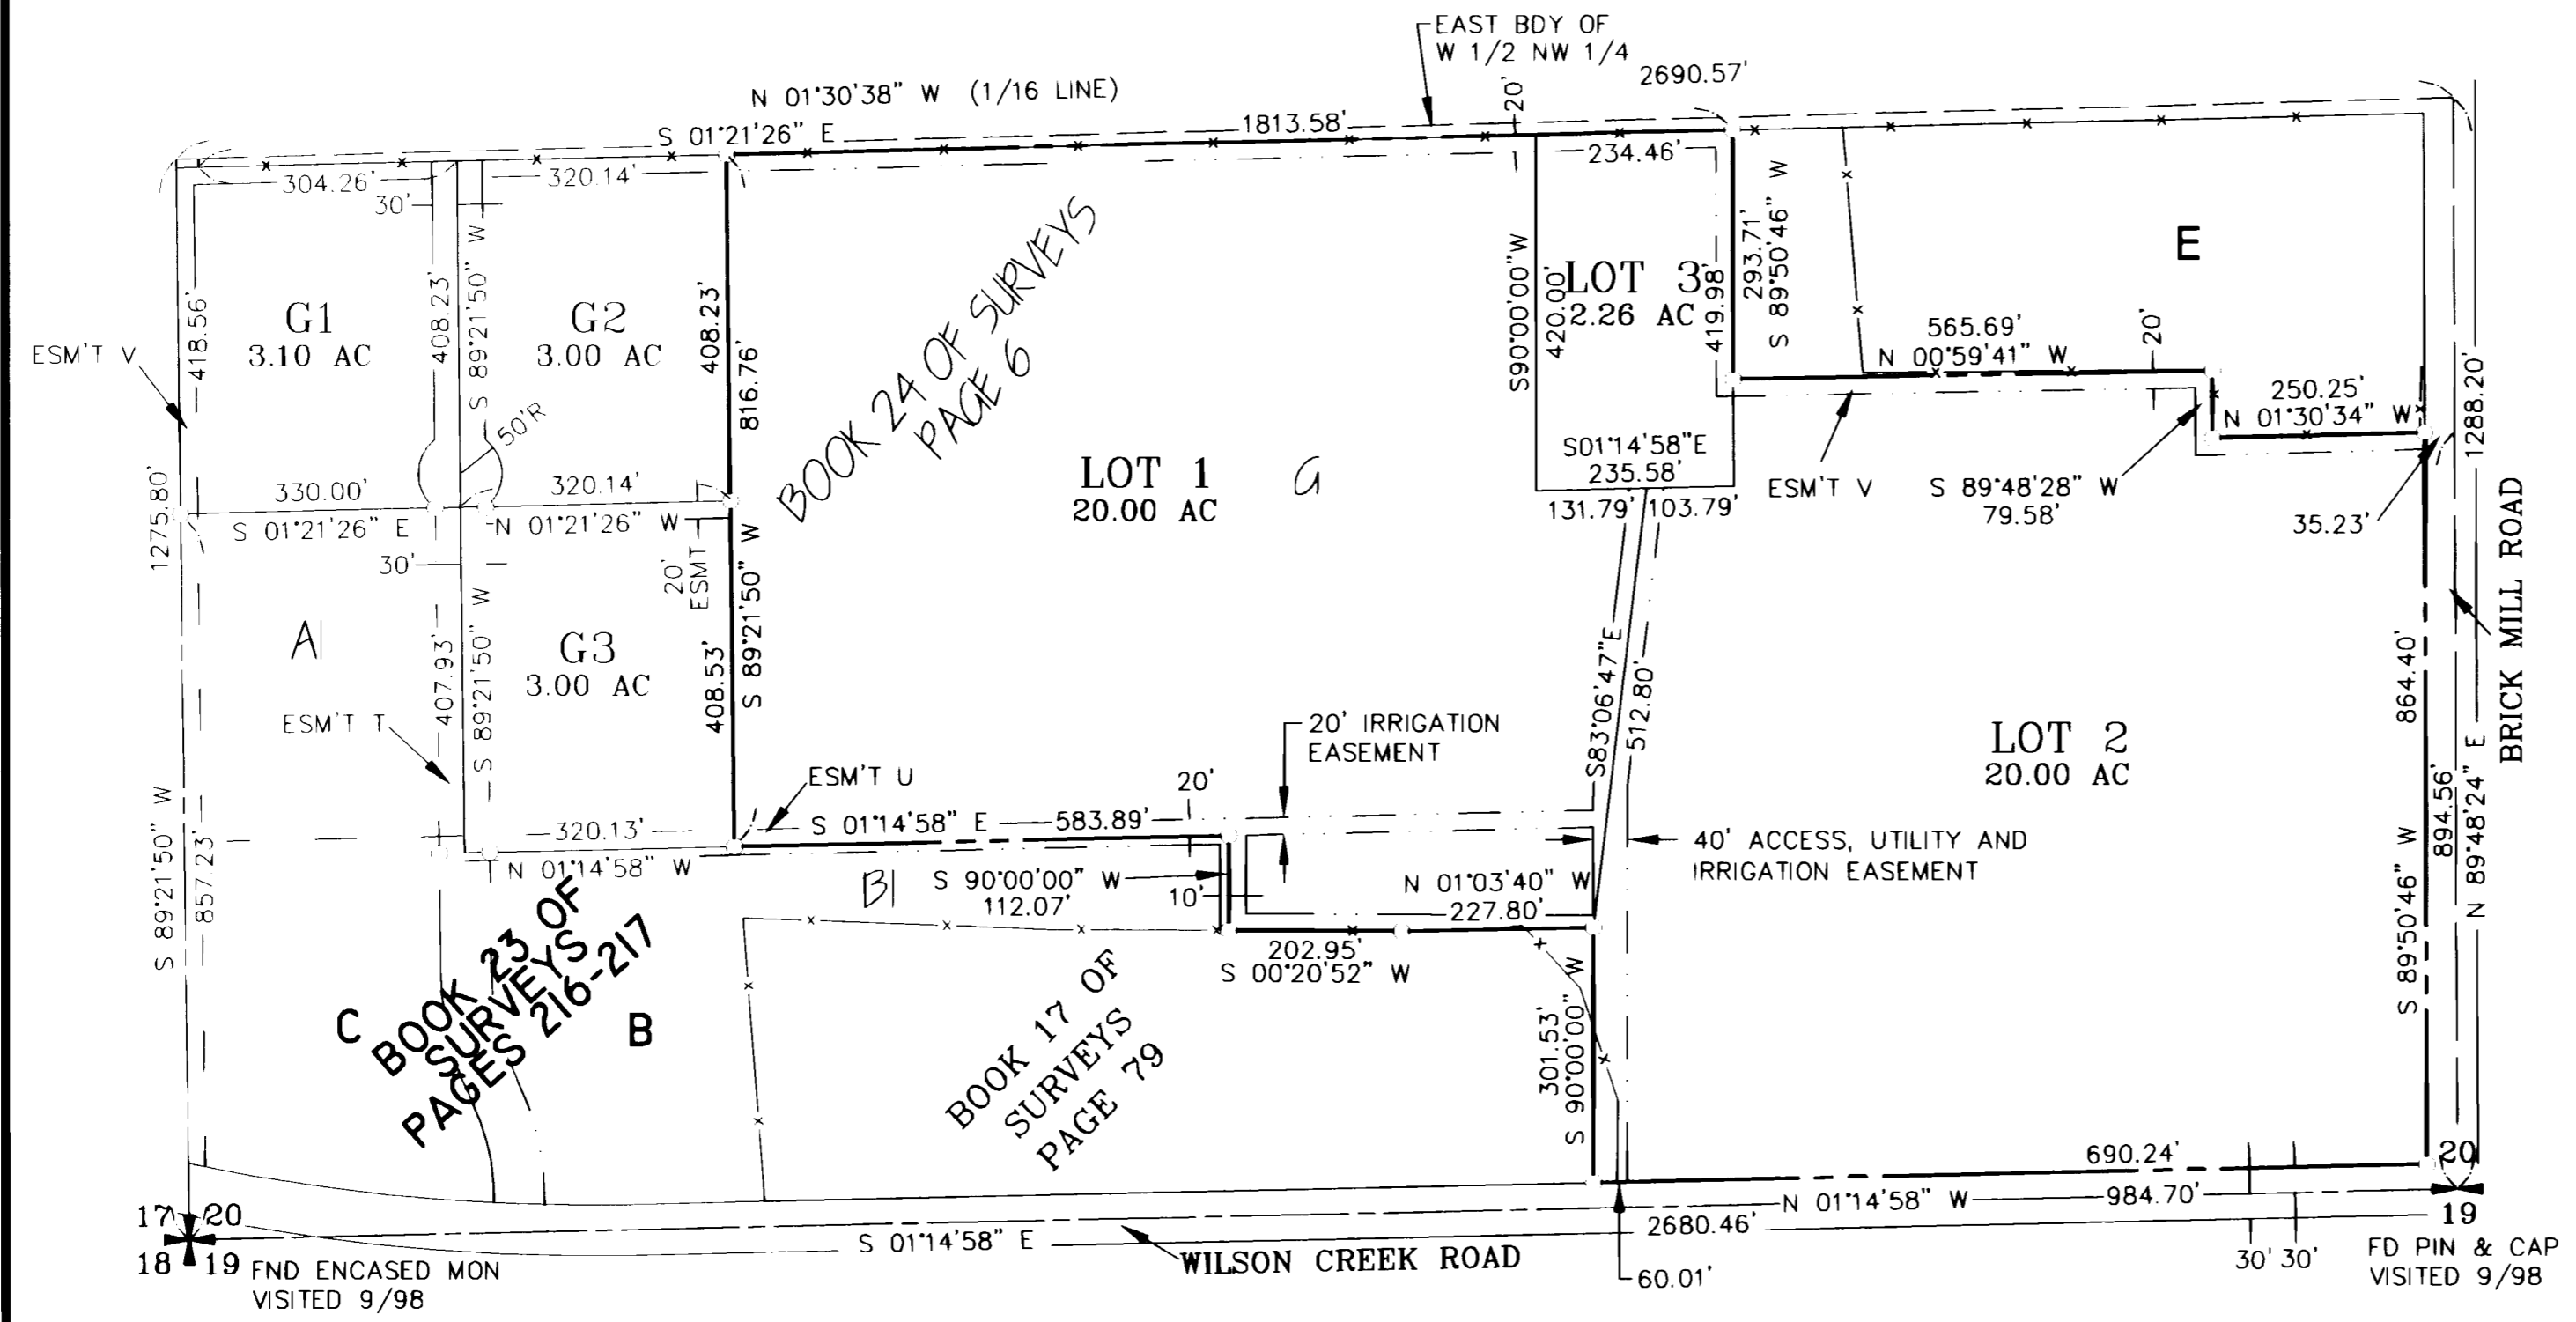 EAST BDY OF
W 1/2 NW 1/4
2690.57'
N 01°30'38" W (1/16 LINE)
20'
S 01°21'26" E
1813.58'
304.26'
320.14'
234.46'
30'
418.56'
408.23'
S 89°21'50" W
G1
3.10 AC
G2
3.00 AC
408.23'
816.76'
ESM'T V
50'R
330.00'
S 01°21'26" E
320.14'
N 01°21'26" W
30'
20'
ESMT
1275.80'
BOOK 24 OF SURVEYS
PAGE 6
LOT 1
20.00 AC
G
S90°00'00"W
420.00'
LOT 3
2.26 AC
419.98'
293.71'
S 89°50'46" W
S01°14'58"E
235.58'
131.79'
103.79'
E
565.69'
N 00°59'41" W
20'
250.25'
N 01°30'34" W
ESM'T V
S 89°48'28" W
79.58'
35.23'
1288.20'
BRICK MILL ROAD
A1
407.93'
S 89°21'50" W
G3
3.00 AC
408.53'
S 89°21'50" W
ESM'T T
320.13'
N 01°14'58" W
ESM'T U
S 01°14'58" E
583.89'
20'
20' IRRIGATION
EASEMENT
S83°06'47"E
512.80'
LOT 2
20.00 AC
864.40'
894.56'
S 89°50'46" W
N 89°48'24" E
40' ACCESS, UTILITY AND
IRRIGATION EASEMENT
S 89°21'50" W
857.23'
B1
S 90°00'00" W
112.07'
10'
N 01°03'40" W
227.80'
202.95'
S 00°20'52" W
301.53'
S 90°00'00" W
C
BOOK 23 OF
SURVEYS
PAGES 216-217
B
BOOK 17 OF
SURVEYS
PAGE 79
690.24'
20
17 20
18 19
FND ENCASED MON
VISITED 9/98
S 01°14'58" E
WILSON CREEK ROAD
2680.46'
N 01°14'58" W
984.70'
60.01'
30' 30'
19
FD PIN & CAP
VISITED 9/98